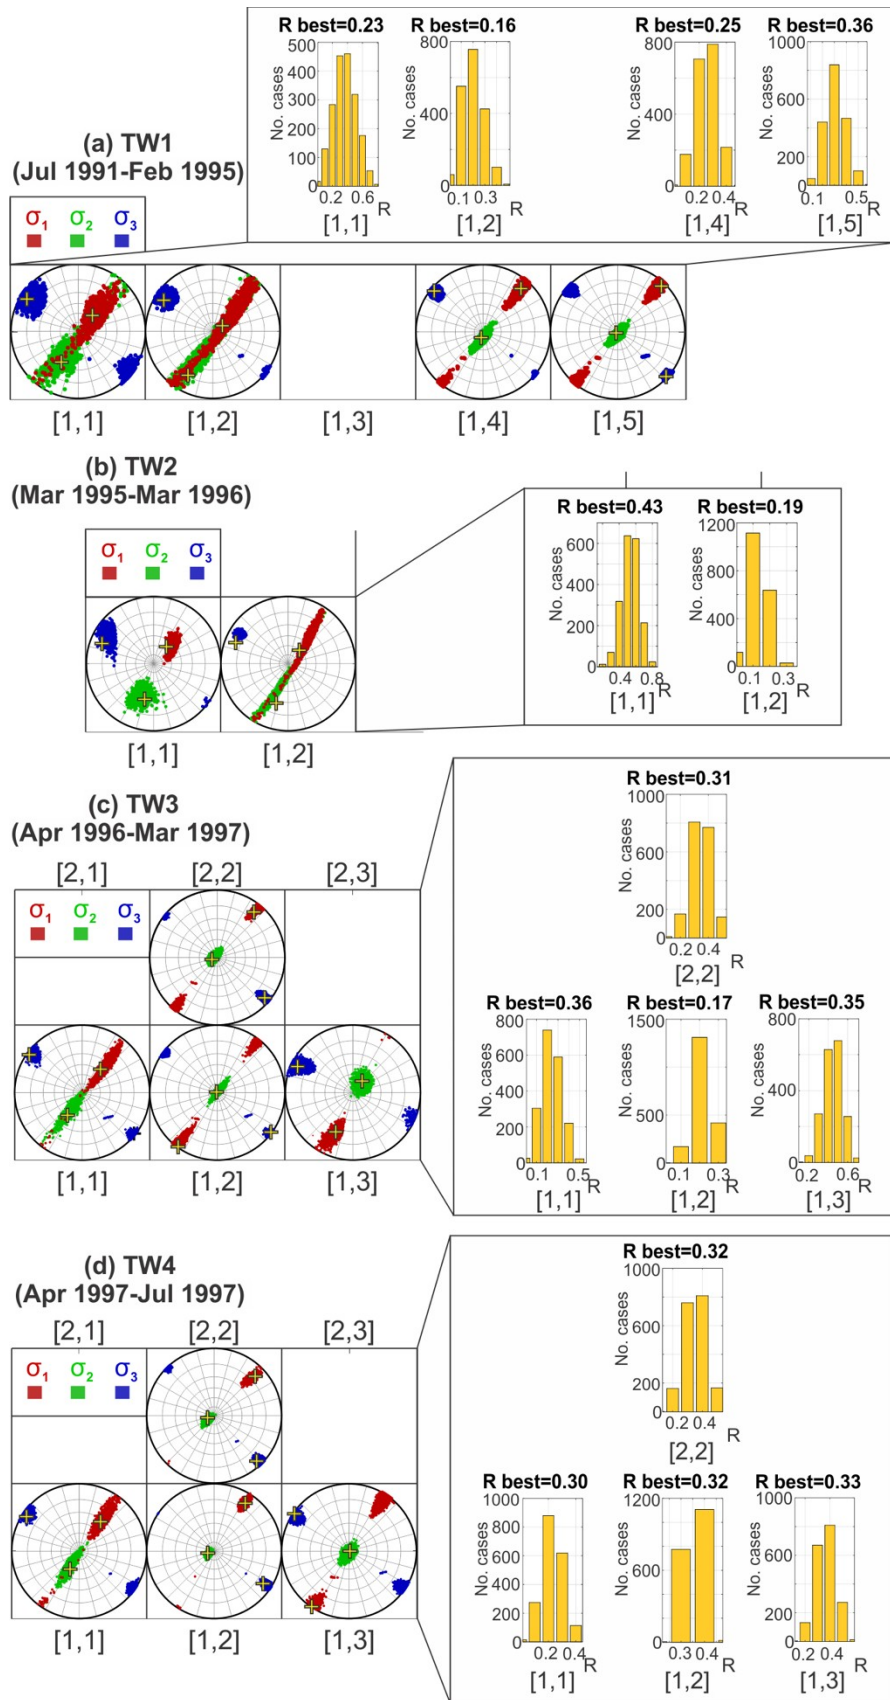 R best=0.23 R best=0.16 R best=0.25 R best=0.36
No. cases
500
400
300
200
100
0
0.2 0.6
[1,1]
No. cases
800
400
0
0.1 0.3
R
[1,2]
No. cases
800
400
0
0.2 0.4
R
[1,4]
No. cases
1000
800
600
400
200
0
0.1 0.5
R
[1,5]
(a) TW1
(Jul 1991-Feb 1995)
σ1 σ2 σ3
[1,1] [1,2] [1,3] [1,4] [1,5]
(b) TW2
(Mar 1995-Mar 1996)
σ1 σ2 σ3
[1,1] [1,2]
R best=0.43 R best=0.19
No. cases
600
400
200
0
0.4 0.8
R
[1,1]
No. cases
1200
800
400
0
0.1 0.3
R
[1,2]
(c) TW3
(Apr 1996-Mar 1997)
[2,1] [2,2] [2,3]
σ1 σ2 σ3
[1,1] [1,2] [1,3]
R best=0.31
No. cases
1000
600
200
0
0.2 0.4
R
[2,2]
R best=0.36 R best=0.17 R best=0.35
No. cases
800
600
400
200
0
0.1 0.5
R
[1,1]
No. cases
1500
500
0
0.1 0.3
R
[1,2]
No. cases
800
400
0
0.2 0.6
R
[1,3]
(d) TW4
(Apr 1997-Jul 1997)
[2,1] [2,2] [2,3]
σ1 σ2 σ3
[1,1] [1,2] [1,3]
R best=0.32
No. cases
1000
600
200
0
0.2 0.4
R
[2,2]
R best=0.30 R best=0.32 R best=0.33
No. cases
1000
800
600
400
200
0
0.2 0.4
R
[1,1]
No. cases
1200
600
0
0.3 0.4
R
[1,2]
No. cases
1000
600
200
0
0.2 0.4
R
[1,3]